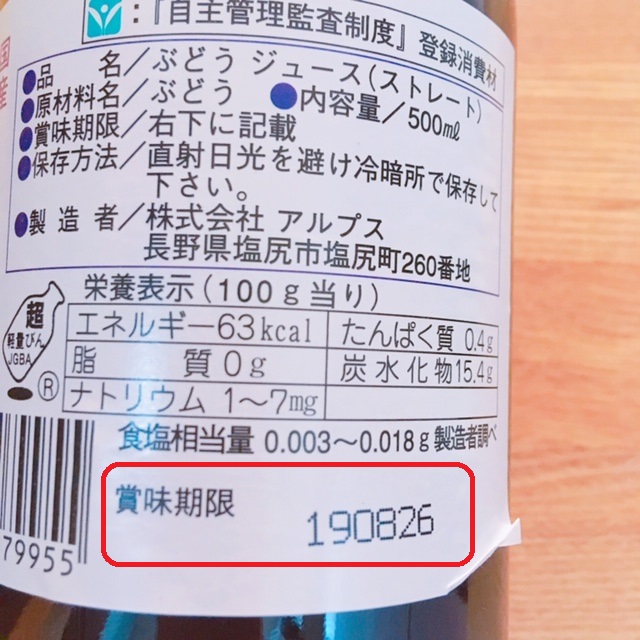 『自主管理監査制度』登録消費材
国産
●品 名／ぶどう ジュース（ストレート）
●原材料名／ぶどう ●内容量／500mℓ
●賞味期限／右下に記載
●保存方法／直射日光を避け冷暗所で保存して
下さい。
●製 造 者／株式会社 アルプス
長野県塩尻市塩尻町260番地
栄養表示（100g当り）
エネルギー63kcal たんぱく質 0.4g
脂 質 0g 炭水化物15.4g
ナトリウム 1～7mg
食塩相当量 0.003～0.018g製造者調べ
超
軽量びん
JGBA
®
賞味期限 190826
79955